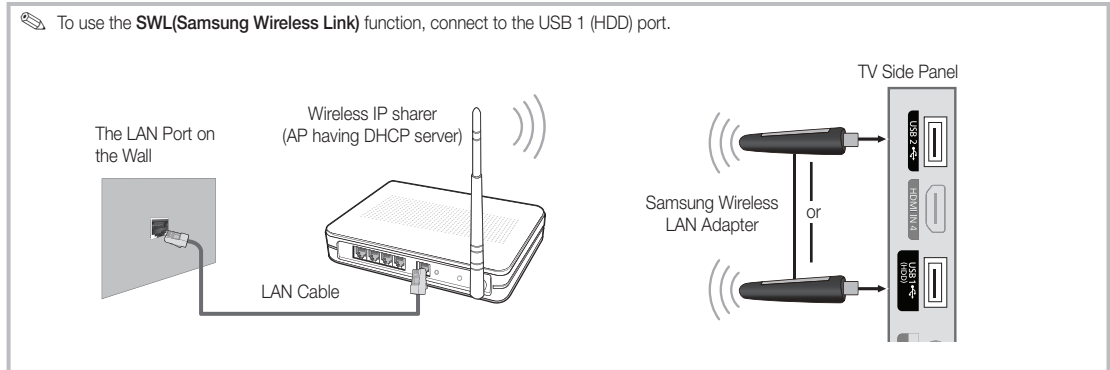 To use the SWL(Samsung Wireless Link) function, connect to the USB 1 (HDD) port.
TV Side Panel
Wireless IP sharer
(AP having DHCP server)
The LAN Port on
the Wall
LAN Cable
Samsung Wireless
LAN Adapter
or
USB 2
HDMI IN 4
USB 1
(HDD)